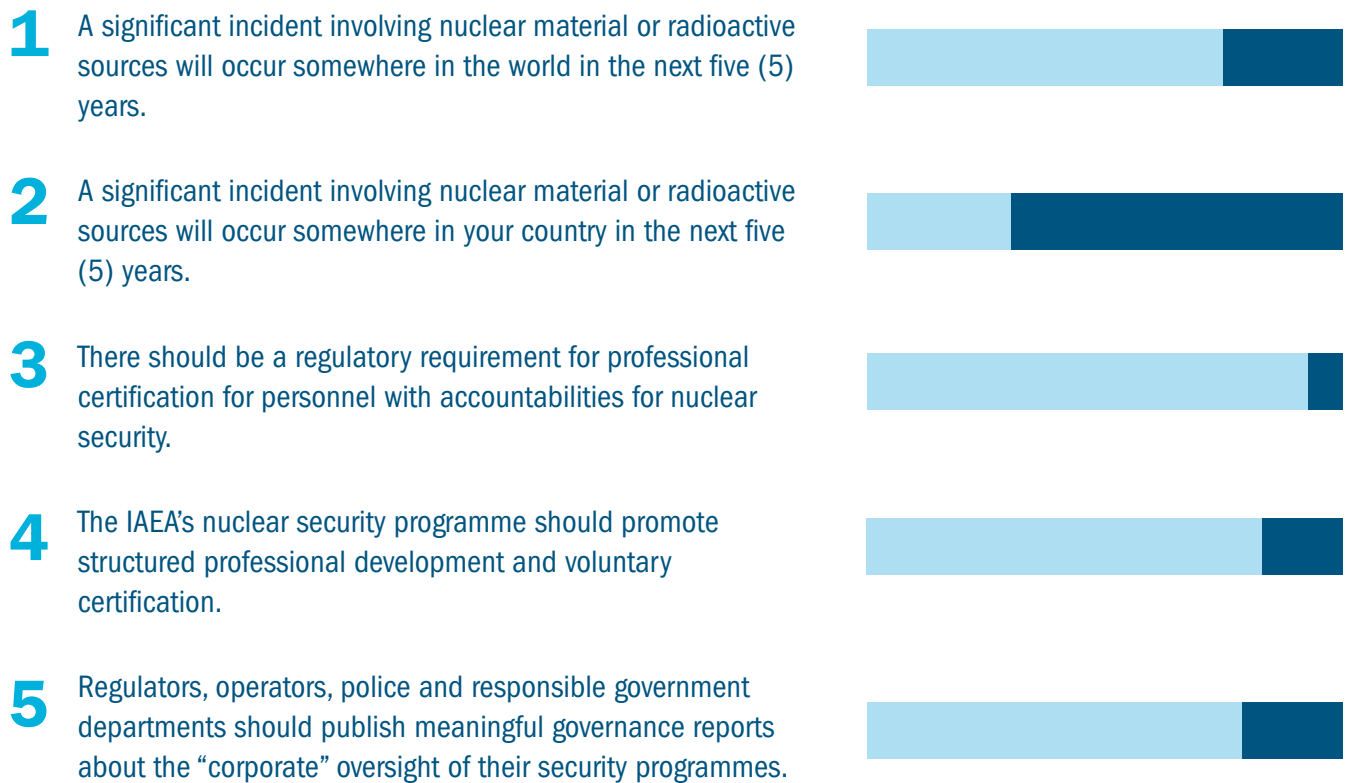 1 A significant incident involving nuclear material or radioactive
sources will occur somewhere in the world in the next five (5)
years.
2 A significant incident involving nuclear material or radioactive
sources will occur somewhere in your country in the next five
(5) years.
3 There should be a regulatory requirement for professional
certification for personnel with accountabilities for nuclear
security.
4 The IAEA’s nuclear security programme should promote
structured professional development and voluntary
certification.
5 Regulators, operators, police and responsible government
departments should publish meaningful governance reports
about the “corporate” oversight of their security programmes.